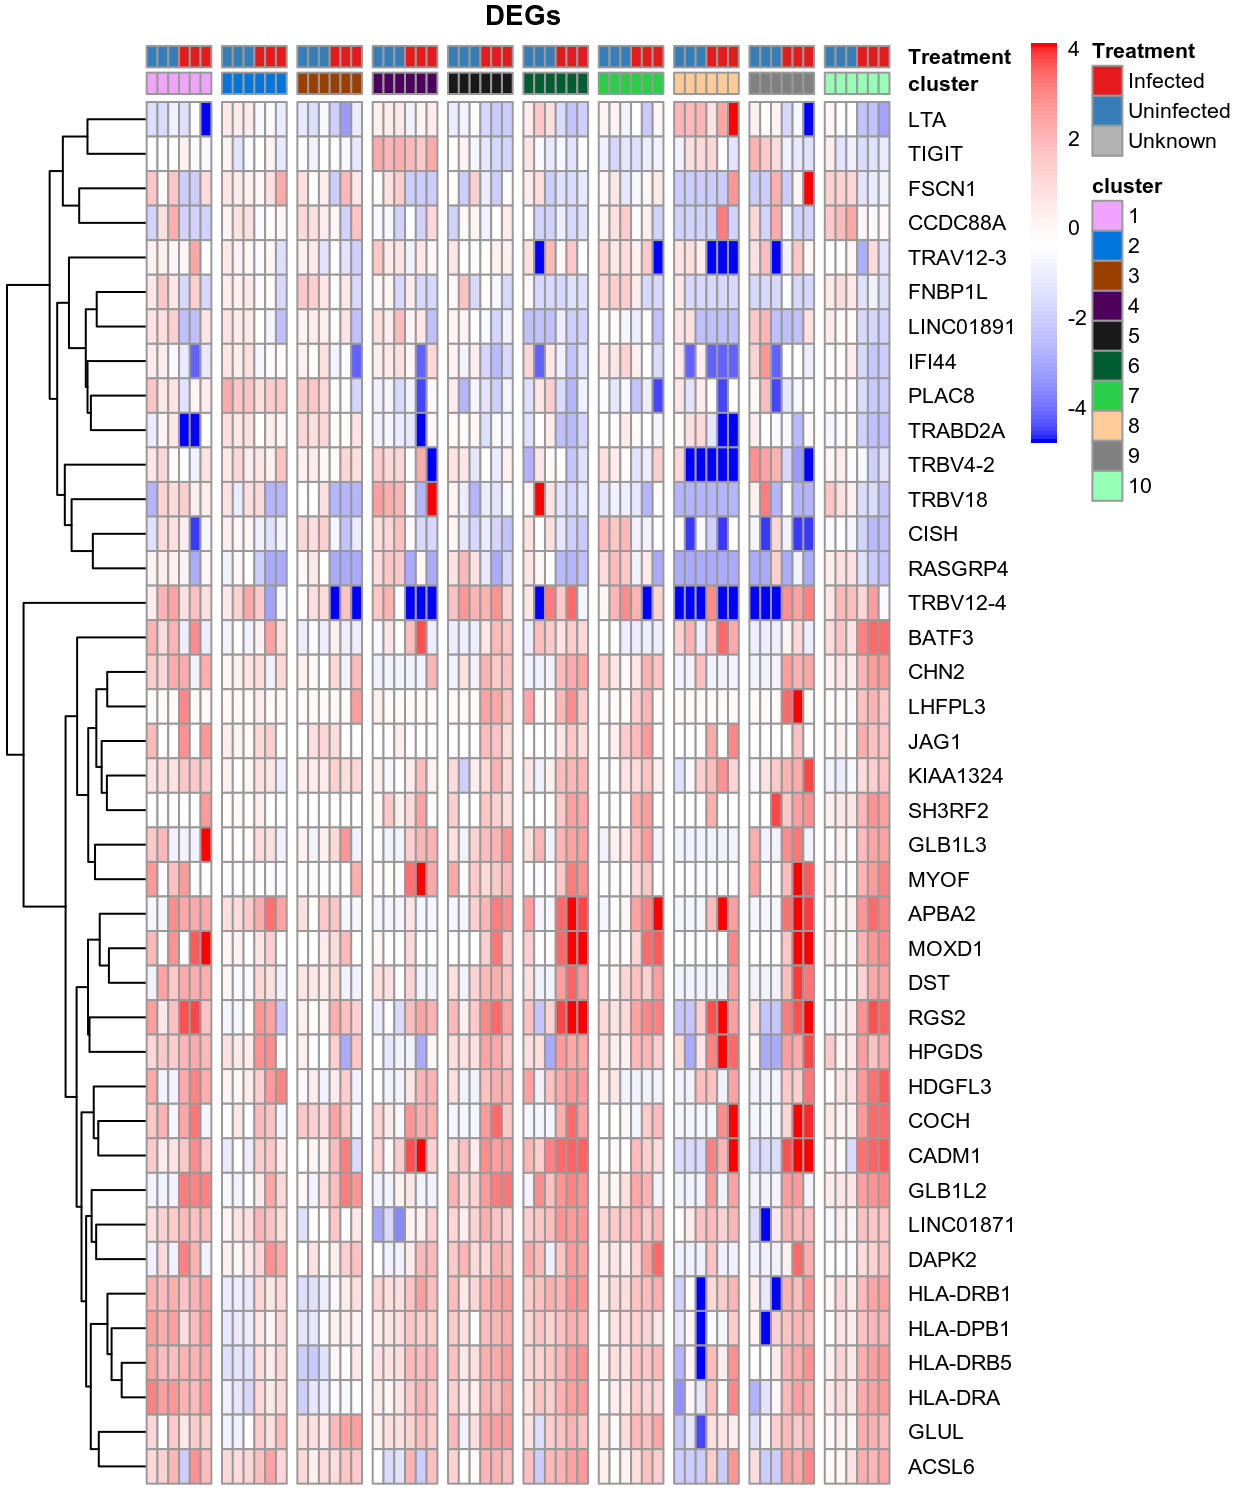 DEGs
Treatment
cluster
LTA
TIGIT
FSCN1
CCDC88A
TRAV12-3
FNBP1L
LINC01891
IFI44
PLAC8
TRABD2A
TRBV4-2
TRBV18
CISH
RASGRP4
TRBV12-4
BATF3
CHN2
LHFPL3
JAG1
KIAA1324
SH3RF2
GLB1L3
MYOF
APBA2
MOXD1
DST
RGS2
HPGDS
HDGFL3
COCH
CADM1
GLB1L2
LINC01871
DAPK2
HLA-DRB1
HLA-DPB1
HLA-DRB5
HLA-DRA
GLUL
ACSL6
4
2
0
-2
-4
Treatment
Infected
Uninfected
Unknown
cluster
1
2
3
4
5
6
7
8
9
10